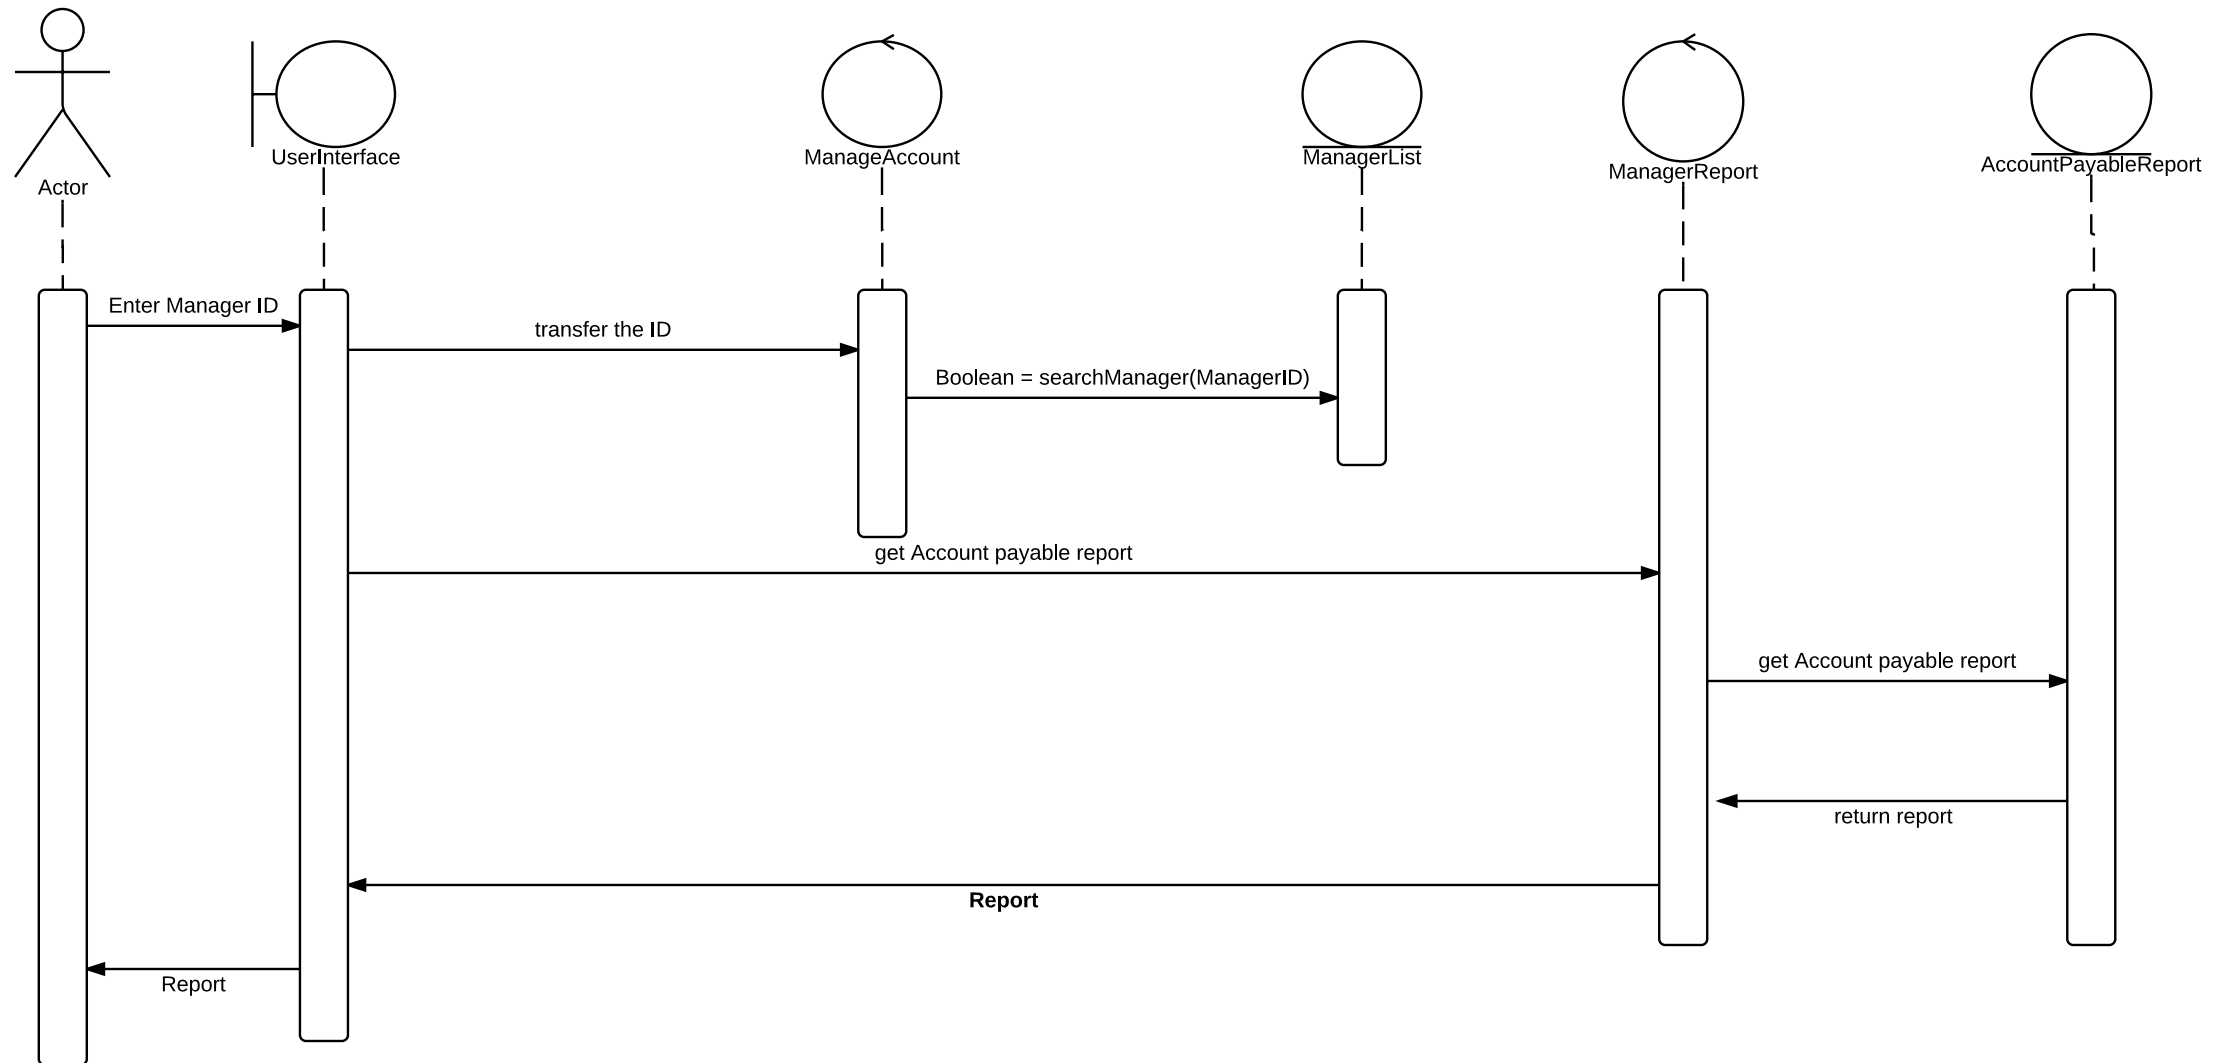 UserInterface
ManageAccount
ManagerList
ManagerReport
AccountPayableReport
Actor
Enter Manager ID
transfer the ID
Boolean = searchManager(ManagerID)
get Account payable report
get Account payable report
return report
Report
Report